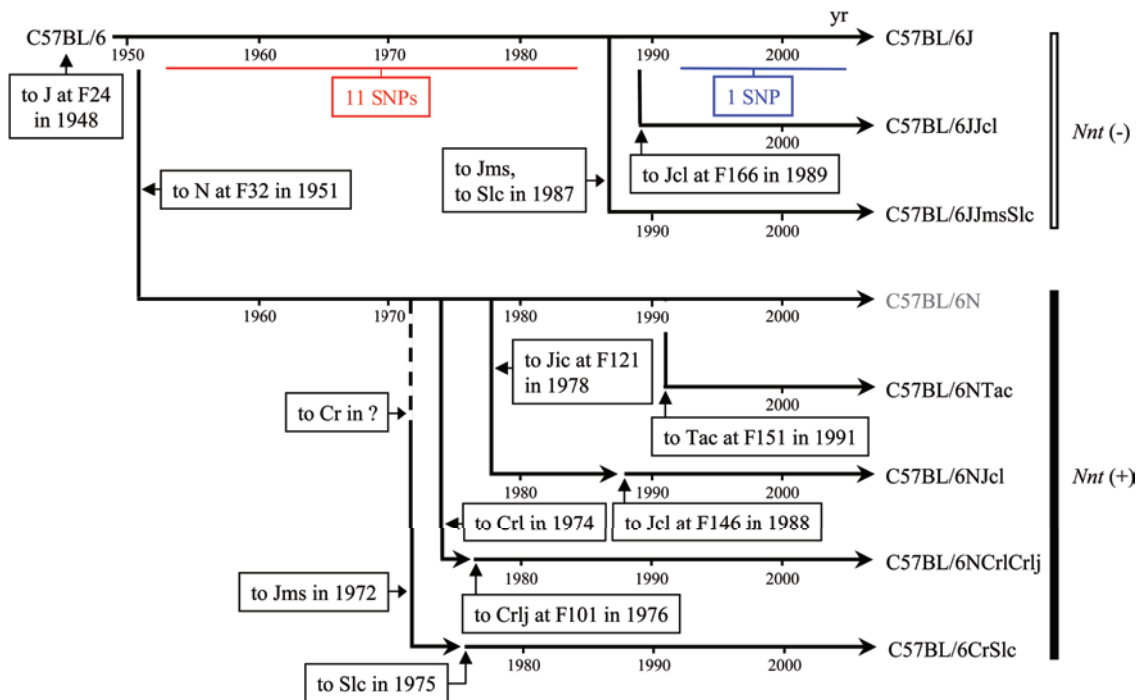 yr
C57BL/6
C57BL/6J
1950
1960
1970
1980
1990
2000
to J at F24
in 1948
11 SNPs
1 SNP
C57BL/6JJcl
2000
Nnt (-)
to N at F32 in 1951
to Jms,
to Slc in 1987
to Jcl at F166 in 1989
C57BL/6JJmsSlc
1990
2000
C57BL/6N
1960
1970
1980
1990
2000
to Jic at F121
in 1978
C57BL/6NTac
2000
to Cr in ?
to Tac at F151 in 1991
C57BL/6NJcl
Nnt (+)
1980
1990
2000
to Crl in 1974
to Jcl at F146 in 1988
C57BL/6NCrlCrlj
1980
1990
2000
to Jms in 1972
to Crlj at F101 in 1976
C57BL/6CrSlc
1980
1990
2000
to Slc in 1975